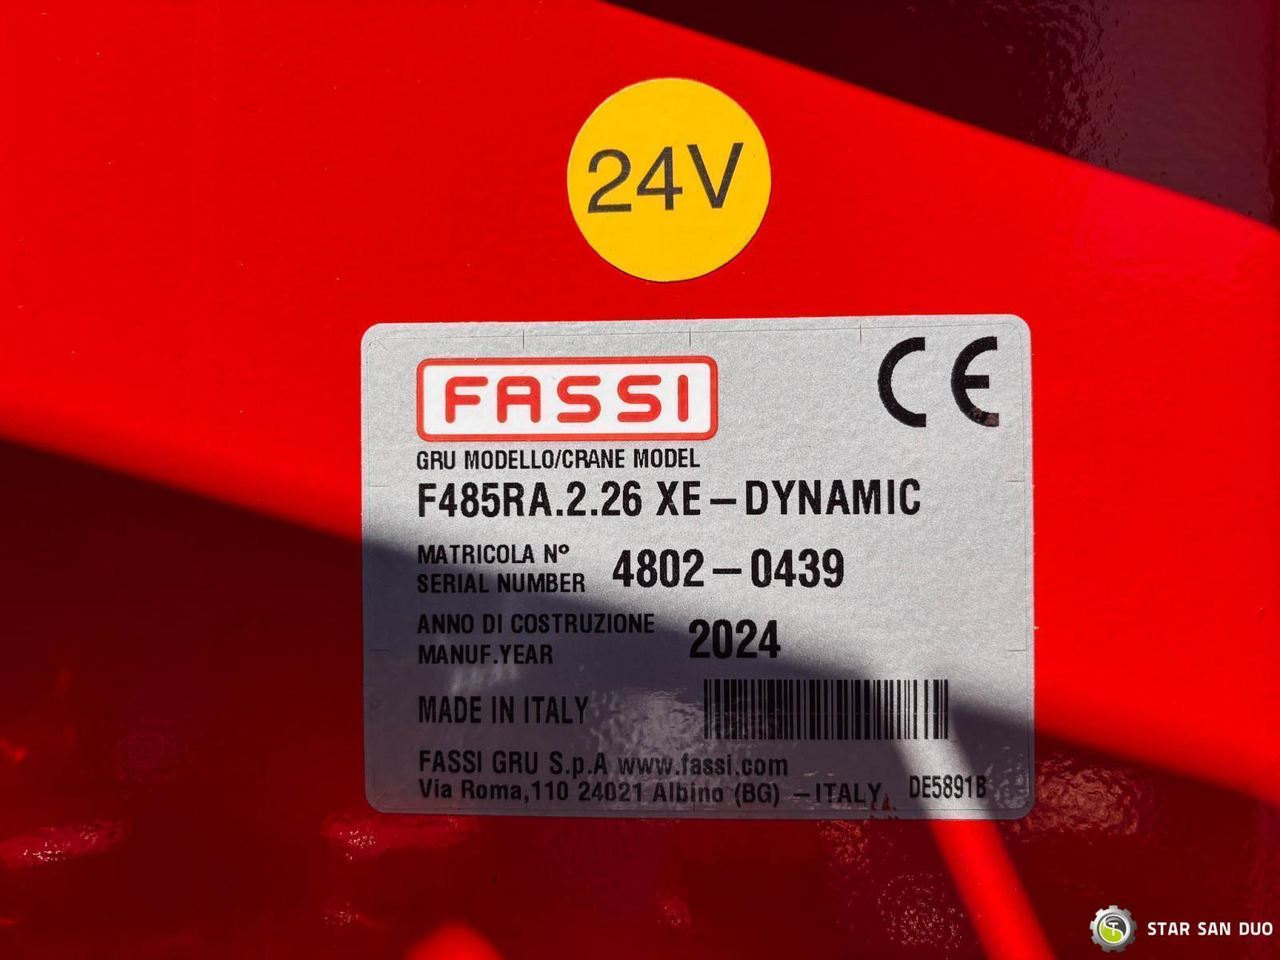 24V
FASSI
CE
GRU MODELLO/CRANE MODEL
F485RA.2.26 XE-DYNAMIC
MATRICOLA Nº
SERIAL NUMBER
4802-0439
ANNO DI COSTRUZIONE
MANUF.YEAR
2024
MADE IN ITALY
FASSI GRU S.p.A www.fassi.com
Via Roma,110 24021 Albino (BG) -ITALY
DE5891B
STAR SAN DUO